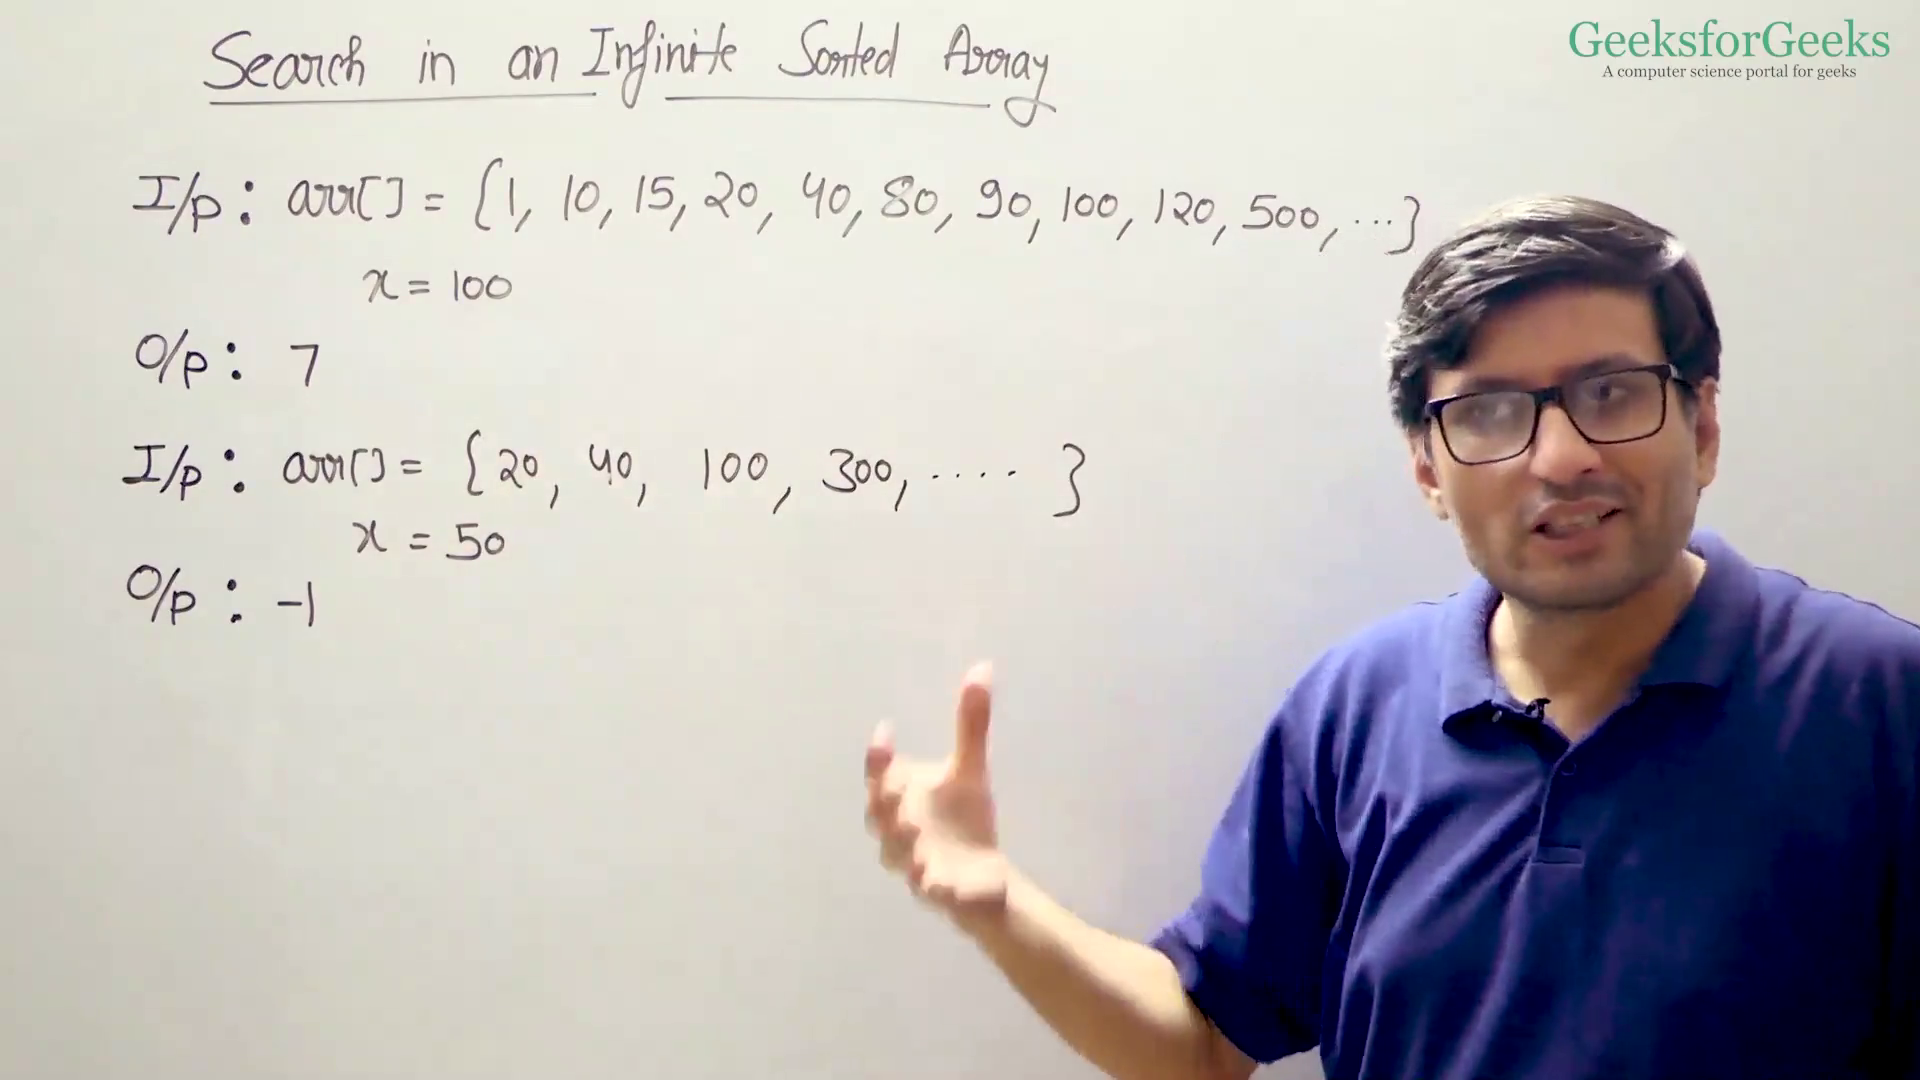 GeeksforGeeks
A computer science portal for geeks
Search in an Infinite Sorted Array
I/p : arr[] = {1, 10, 15, 20, 40, 80, 90, 100, 120, 500, ...}
x = 100
O/p : 7
I/p : arr[] = {20, 40, 100, 300, .... }
x = 50
O/p : -1